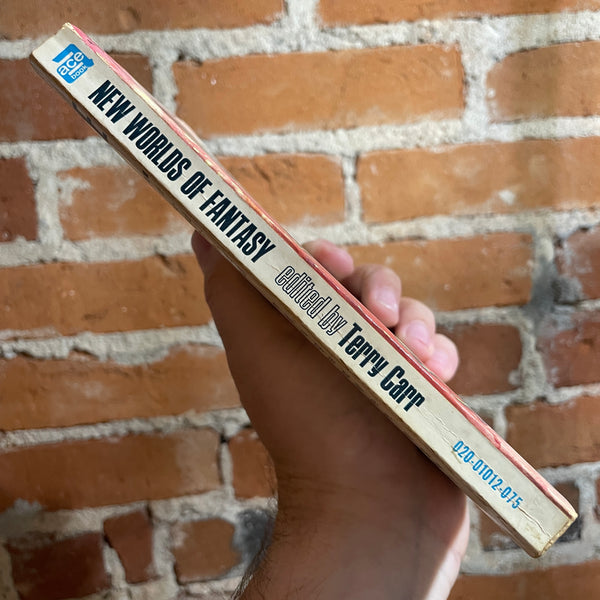 ace
book
NEW WORLDS OF FANTASY edited by Terry Carr 020-01012-075